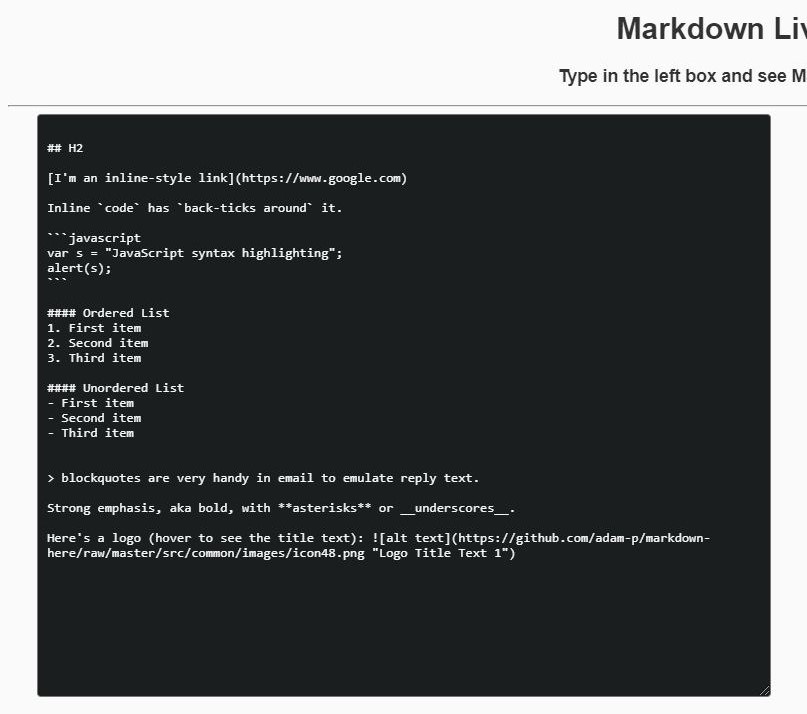 Markdown Liv
Type in the left box and see M
## H2
[I'm an inline-style link](https://www.google.com)
Inline `code` has `back-ticks around` it.
```javascript
var s = "JavaScript syntax highlighting";
alert(s);
```
#### Ordered List
1. First item
2. Second item
3. Third item
#### Unordered List
- First item
- Second item
- Third item
> blockquotes are very handy in email to emulate reply text.
Strong emphasis, aka bold, with **asterisks** or __underscores__.
Here's a logo (hover to see the title text): ![alt text](https://github.com/adam-p/markdown-
here/raw/master/src/common/images/icon48.png "Logo Title Text 1")